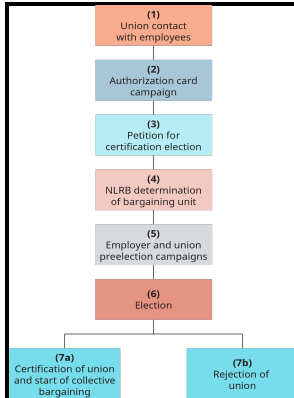 (1)
Union contact
with employees
(2)
Authorization card
campaign
(3)
Petition for
certification election
(4)
NLRB determination
of bargaining unit
(5)
Employer and union
preelection campaigns
(6)
Election
(7a)
Certification of union
and start of collective
bargaining
(7b)
Rejection of
union